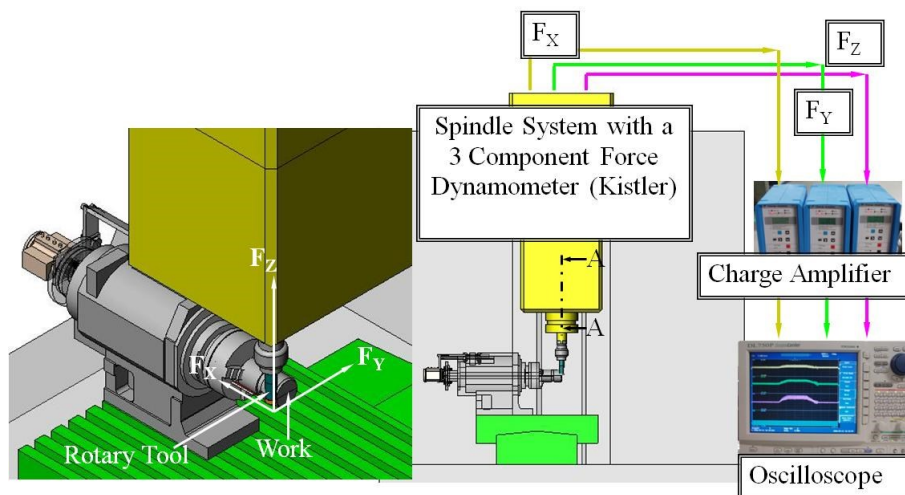 F_X
F_Z
F_Y
Spindle System with a
3 Component Force
Dynamometer (Kistler)
A
A
Charge Amplifier
Oscilloscope
F_Z
F_Y
F_X
Rotary Tool
Work